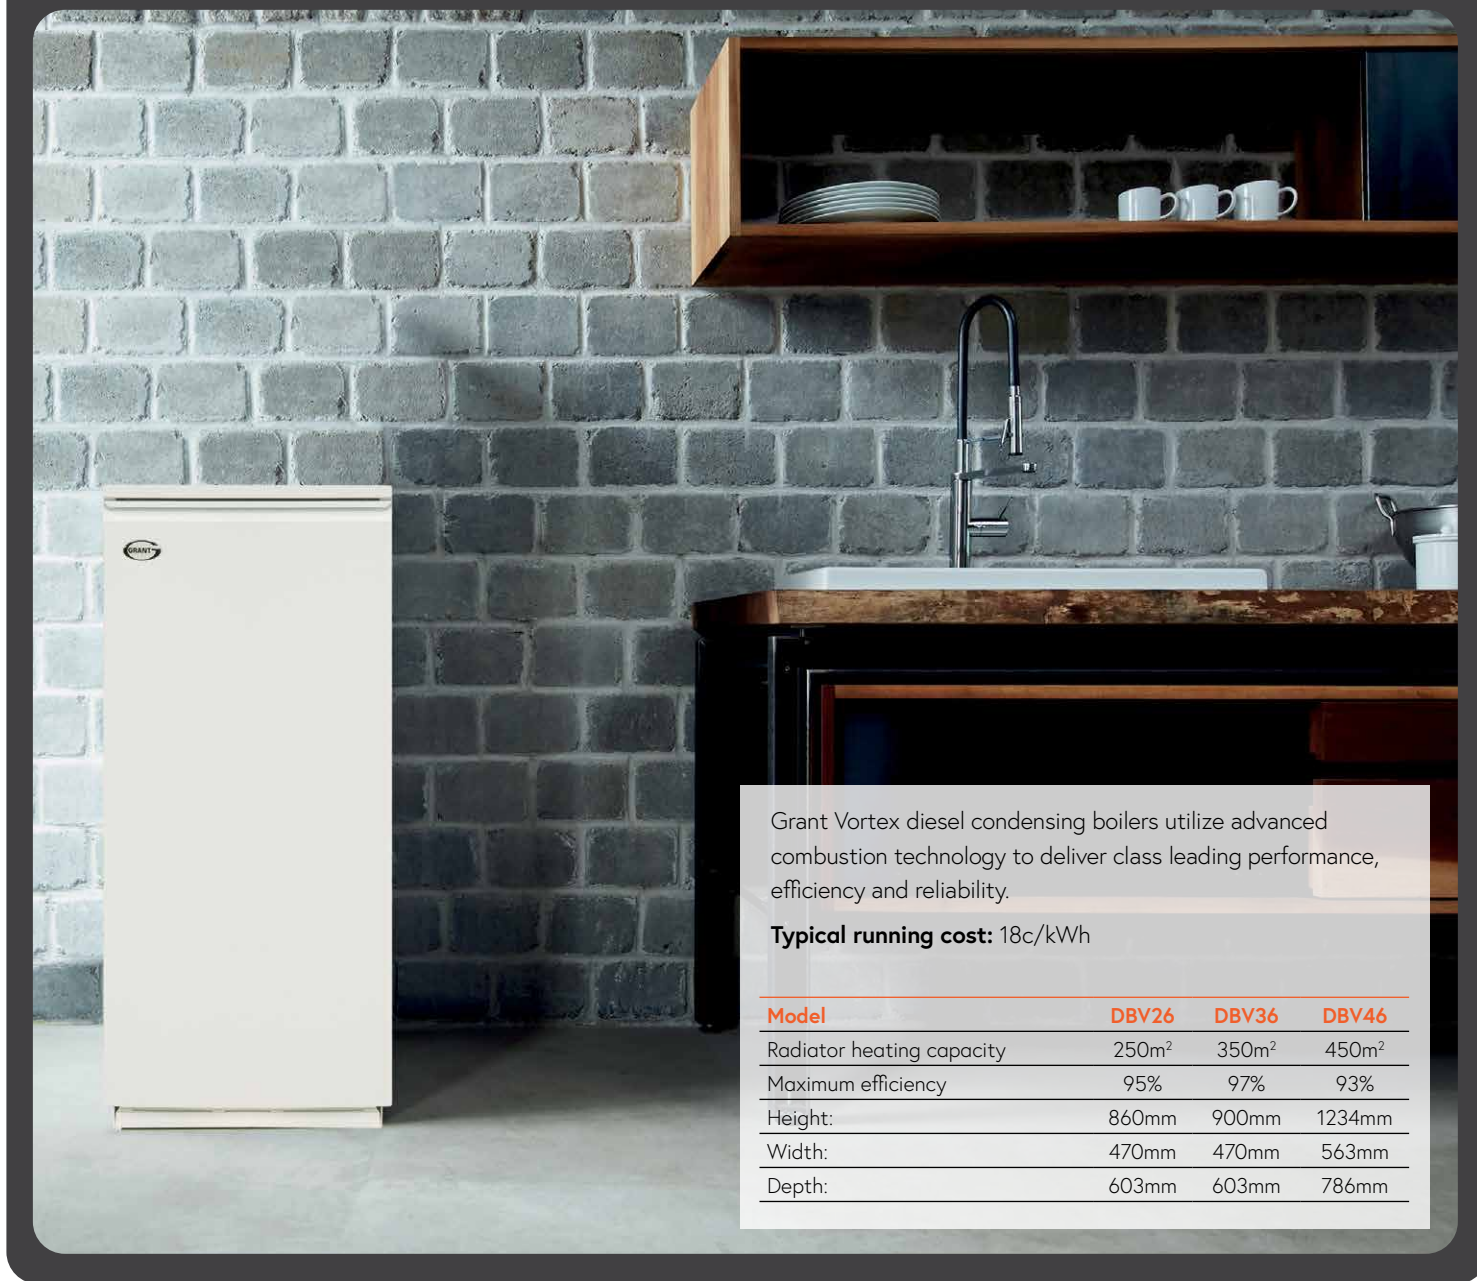 GRANT
Grant Vortex diesel condensing boilers utilize advanced
combustion technology to deliver class leading performance,
efficiency and reliability.
Typical running cost: 18c/kWh
Model DBV26 DBV36 DBV46
Radiator heating capacity 250m² 350m² 450m²
Maximum efficiency 95% 97% 93%
Height: 860mm 900mm 1234mm
Width: 470mm 470mm 563mm
Depth: 603mm 603mm 786mm